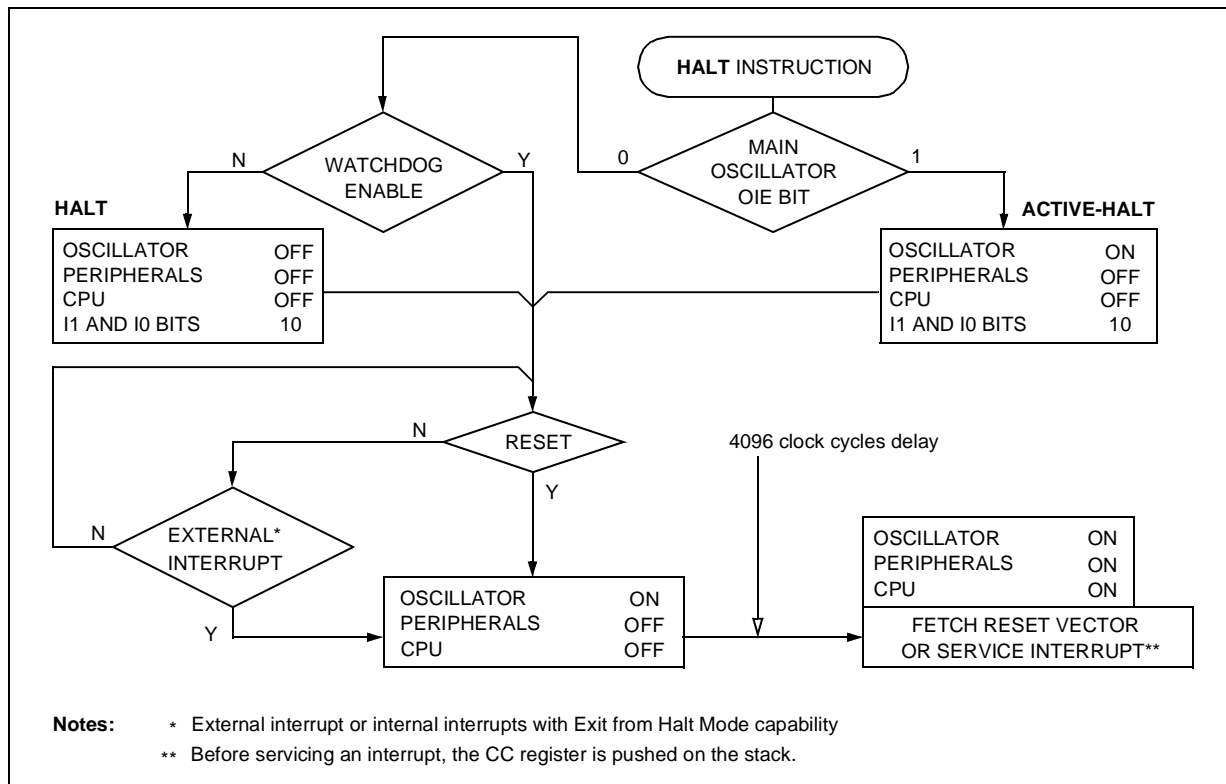 HALT INSTRUCTION
MAIN
OSCILLATOR
OIE BIT
0
1
WATCHDOG
ENABLE
N
Y
HALT
OSCILLATOR OFF
PERIPHERALS OFF
CPU OFF
I1 AND I0 BITS 10
ACTIVE-HALT
OSCILLATOR ON
PERIPHERALS OFF
CPU OFF
I1 AND I0 BITS 10
N
RESET
Y
4096 clock cycles delay
N
EXTERNAL*
INTERRUPT
Y
OSCILLATOR ON
PERIPHERALS OFF
CPU OFF
OSCILLATOR ON
PERIPHERALS ON
CPU ON
FETCH RESET VECTOR
OR SERVICE INTERRUPT**
Notes: * External interrupt or internal interrupts with Exit from Halt Mode capability
** Before servicing an interrupt, the CC register is pushed on the stack.